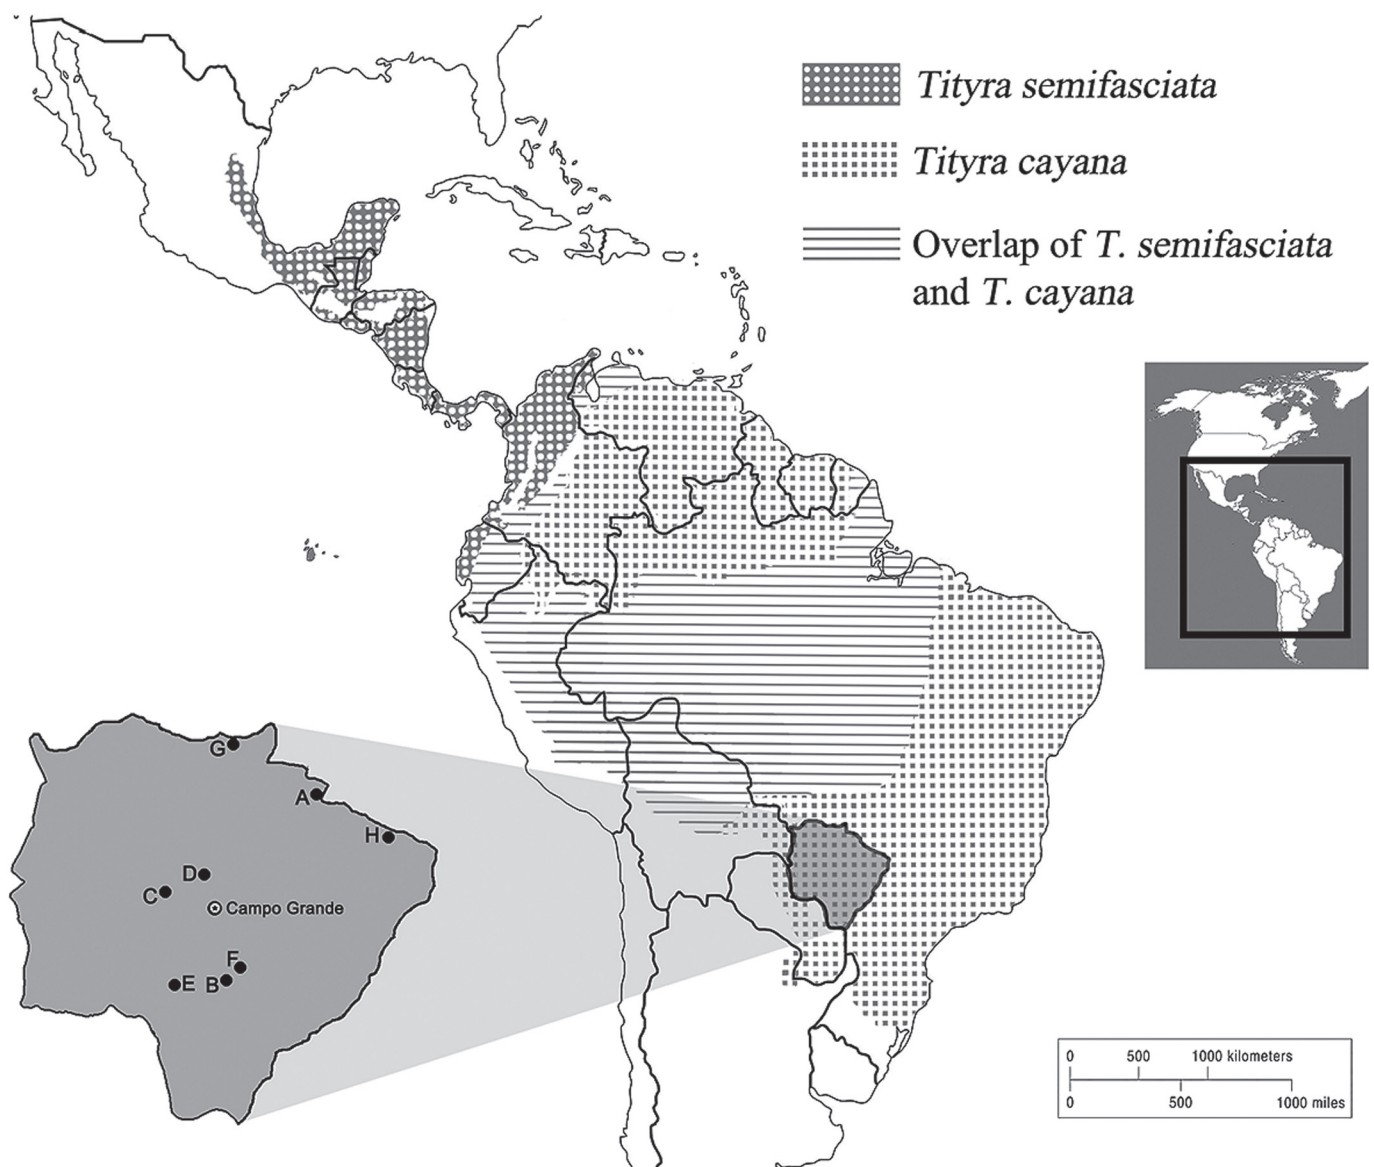 Tityra semifasciata
Tityra cayana
Overlap of T. semifasciata
and T. cayana
G
A
H
D
C
Campo Grande
F
E B
0 500 1000 kilometers
0 500 1000 miles